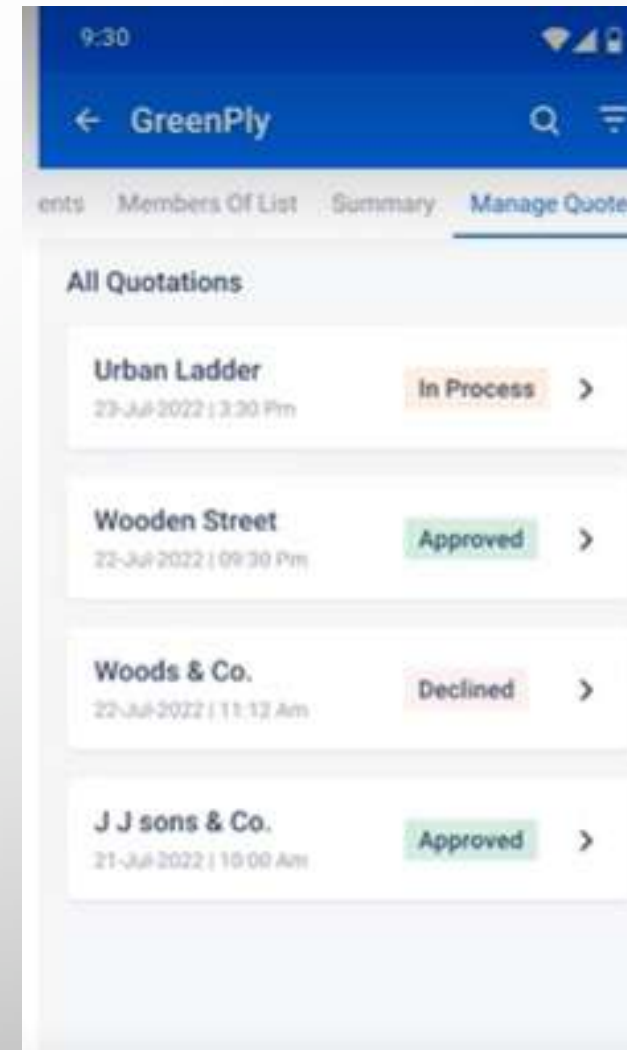 9:30
GreenPly
ents Members Of List Summary Manage Quote
All Quotations
Urban Ladder
In Process
23-Jul-2022 | 3:30 Pm
Wooden Street
Approved
22-Jul-2022 | 09:30 Pm
Woods & Co.
Declined
22-Jul-2022 | 11:12 Am
J J sons & Co.
Approved
21-Jul-2022 | 10:00 Am